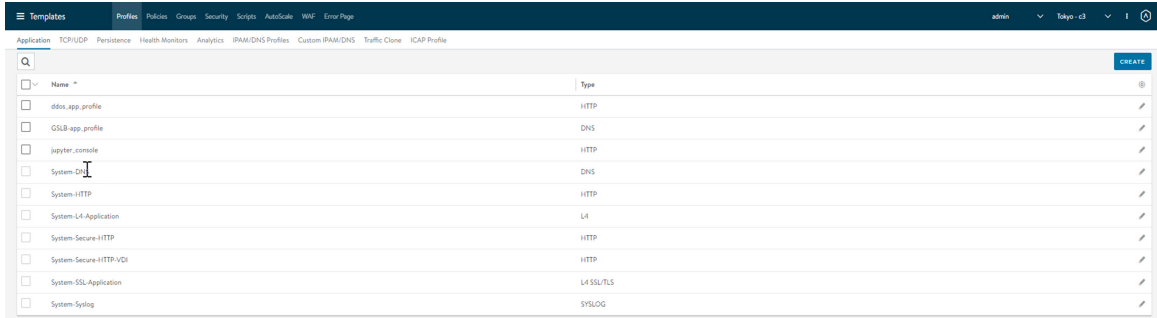 Templates Profiles Policies Groups Security Scripts AutoScale WAF Error Page admin Tokyo - c3
Application TCP/UDP Persistence Health Monitors Analytics IPAM/DNS Profiles Custom IPAM/DNS Traffic Clone ICAP Profile
CREATE
Name Type
ddos_app_profile HTTP
GSLB-app_profile DNS
jupyter_console HTTP
System-DNS DNS
System-HTTP HTTP
System-L4-Application L4
System-Secure-HTTP HTTP
System-Secure-HTTP-VDI HTTP
System-SSL-Application L4 SSL/TLS
System-Syslog SYSLOG